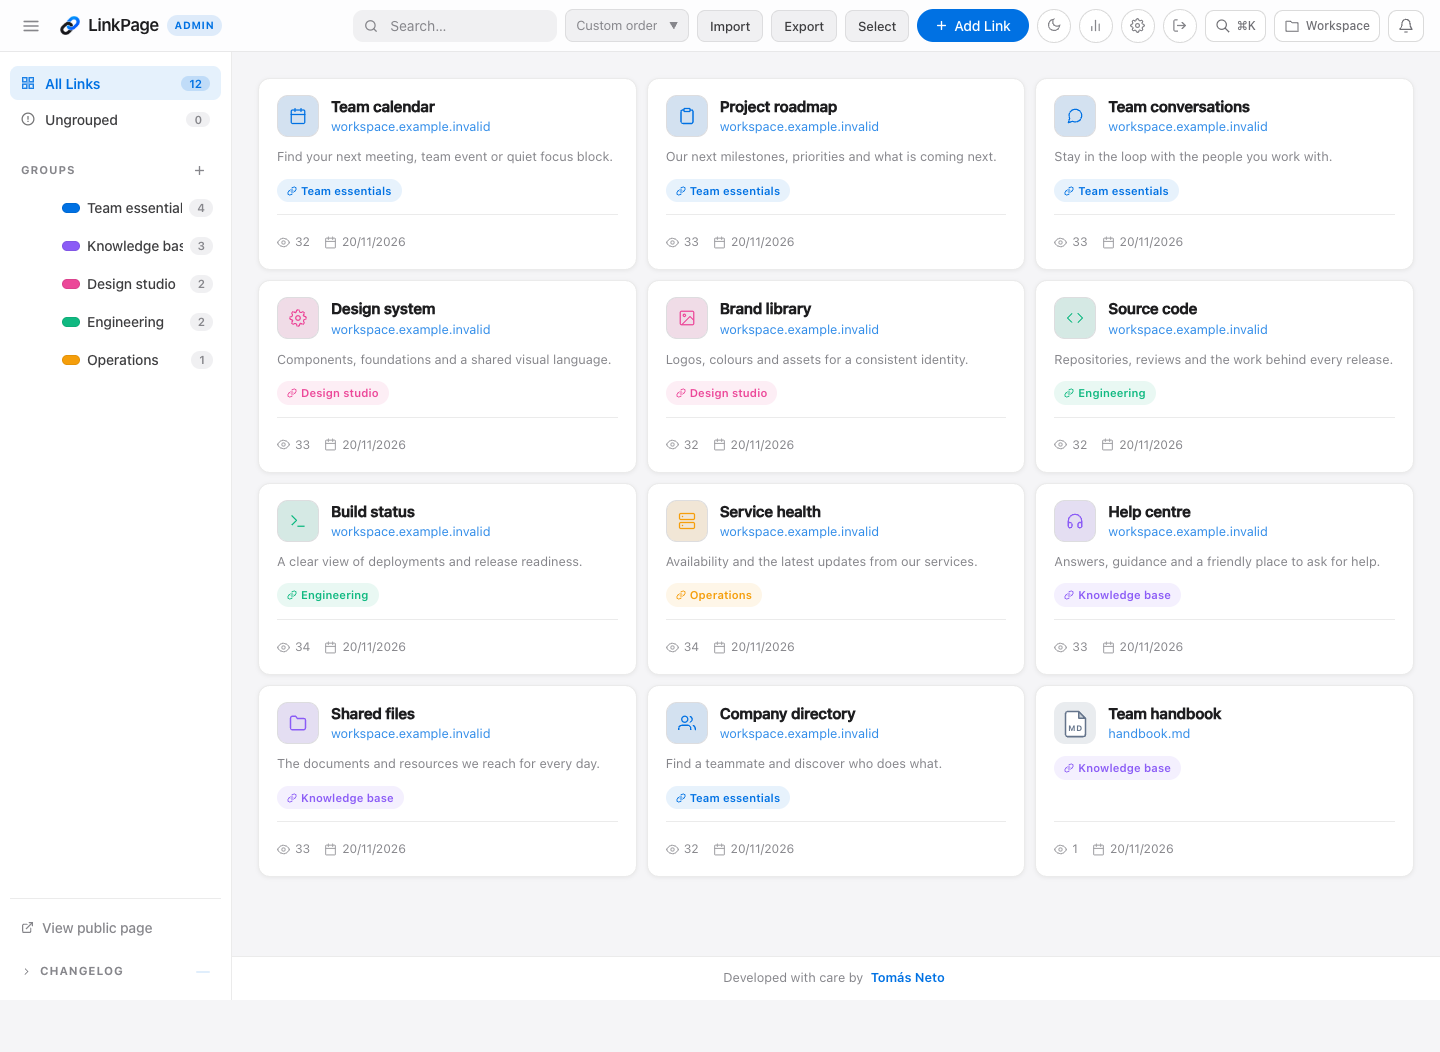 LinkPage ADMIN
Search...
Custom order ▼
Import
Export
Select
+ Add Link
⌘K
Workspace
All Links 12
Ungrouped 0
GROUPS +
Team essential 4
Knowledge bas 3
Design studio 2
Engineering 2
Operations 1
View public page
CHANGELOG —
Team calendar
workspace.example.invalid
Find your next meeting, team event or quiet focus block.
Team essentials
32 20/11/2026
Project roadmap
workspace.example.invalid
Our next milestones, priorities and what is coming next.
Team essentials
33 20/11/2026
Team conversations
workspace.example.invalid
Stay in the loop with the people you work with.
Team essentials
33 20/11/2026
Design system
workspace.example.invalid
Components, foundations and a shared visual language.
Design studio
33 20/11/2026
Brand library
workspace.example.invalid
Logos, colours and assets for a consistent identity.
Design studio
32 20/11/2026
Source code
workspace.example.invalid
Repositories, reviews and the work behind every release.
Engineering
32 20/11/2026
Build status
workspace.example.invalid
A clear view of deployments and release readiness.
Engineering
34 20/11/2026
Service health
workspace.example.invalid
Availability and the latest updates from our services.
Operations
34 20/11/2026
Help centre
workspace.example.invalid
Answers, guidance and a friendly place to ask for help.
Knowledge base
33 20/11/2026
Shared files
workspace.example.invalid
The documents and resources we reach for every day.
Knowledge base
33 20/11/2026
Company directory
workspace.example.invalid
Find a teammate and discover who does what.
Team essentials
32 20/11/2026
MD
Team handbook
handbook.md
Knowledge base
1 20/11/2026
Developed with care by Tomás Neto